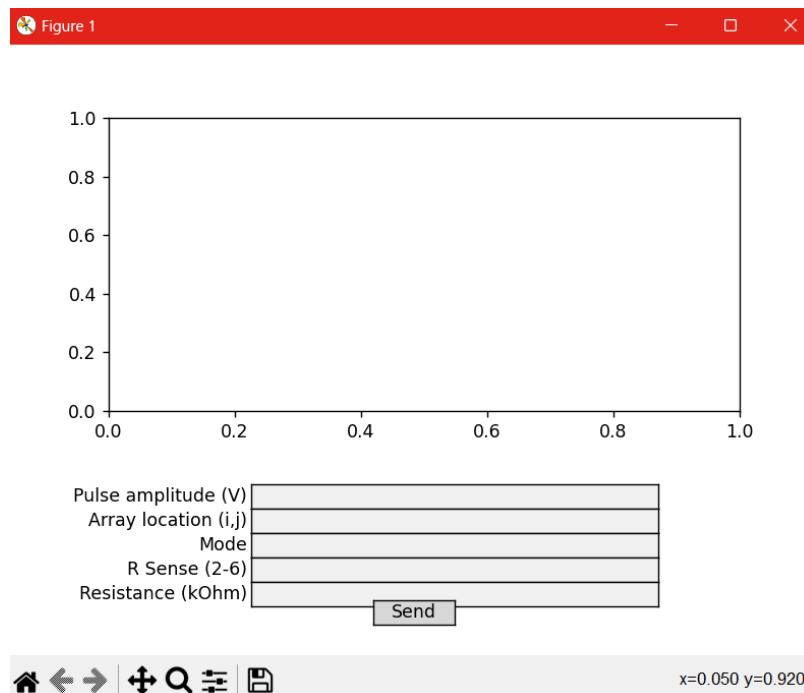 Figure 1
1.0
0.8
0.6
0.4
0.2
0.0
0.0 0.2 0.4 0.6 0.8 1.0
Pulse amplitude (V)
Array location (i,j)
Mode
R Sense (2-6)
Resistance (kOhm)
Send
x=0.050 y=0.920